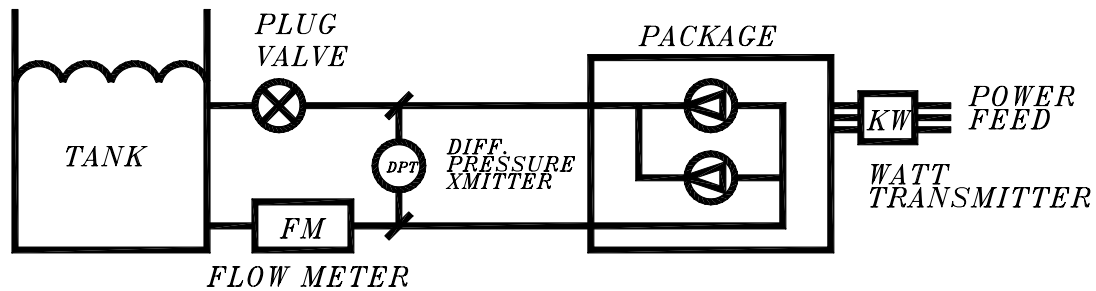 PLUG
VALVE
PACKAGE
TANK
DPT
DIFF.
PRESSURE
XMITTER
KW
POWER
FEED
WATT
TRANSMITTER
FM
FLOW METER